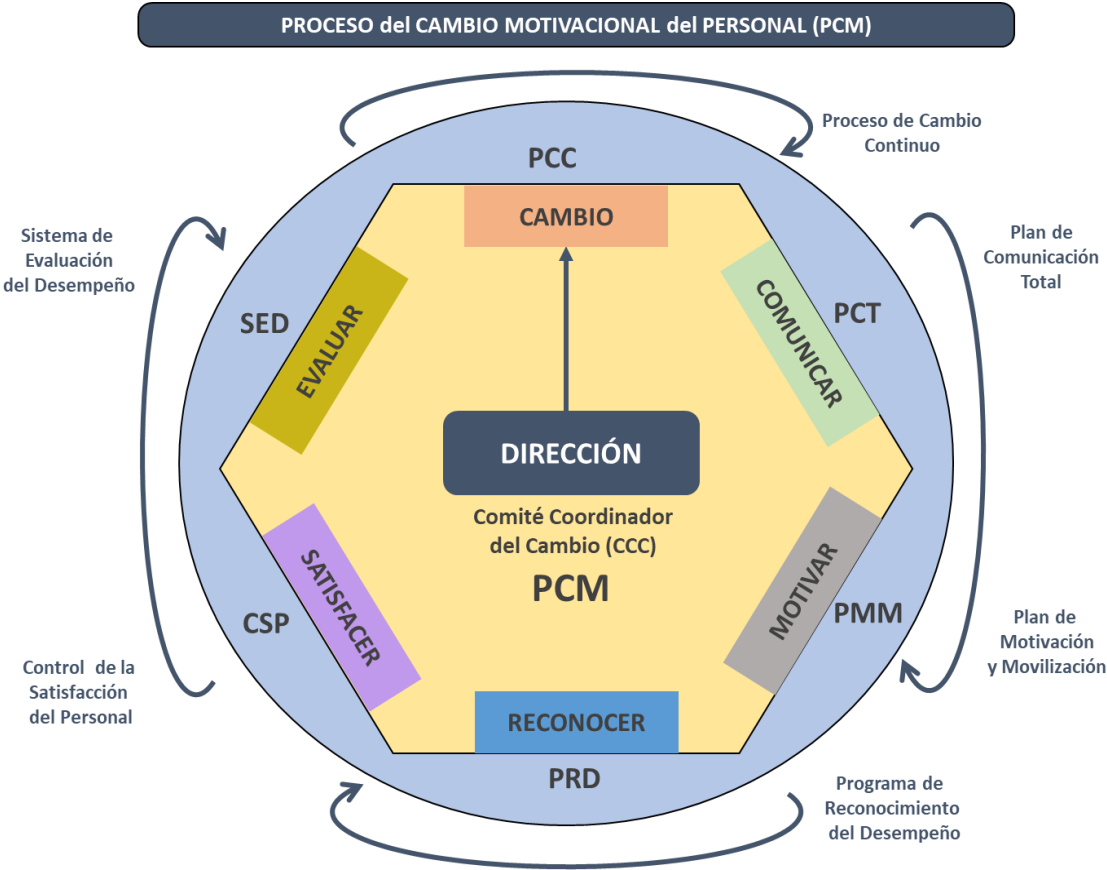 PROCESO del CAMBIO MOTIVACIONAL del PERSONAL (PCM)
Proceso de Cambio
Continuo
PCC
CAMBIO
Sistema de
Evaluación
del Desempeño
Plan de
Comunicación
Total
SED
EVALUAR
COMUNICAR
PCT
DIRECCIÓN
Comité Coordinador
del Cambio (CCC)
PCM
CSP
SATISFACER
MOTIVAR
PMM
Control de la
Satisfacción
del Personal
Plan de
Motivación
y Movilización
RECONOCER
PRD
Programa de
Reconocimiento
del Desempeño